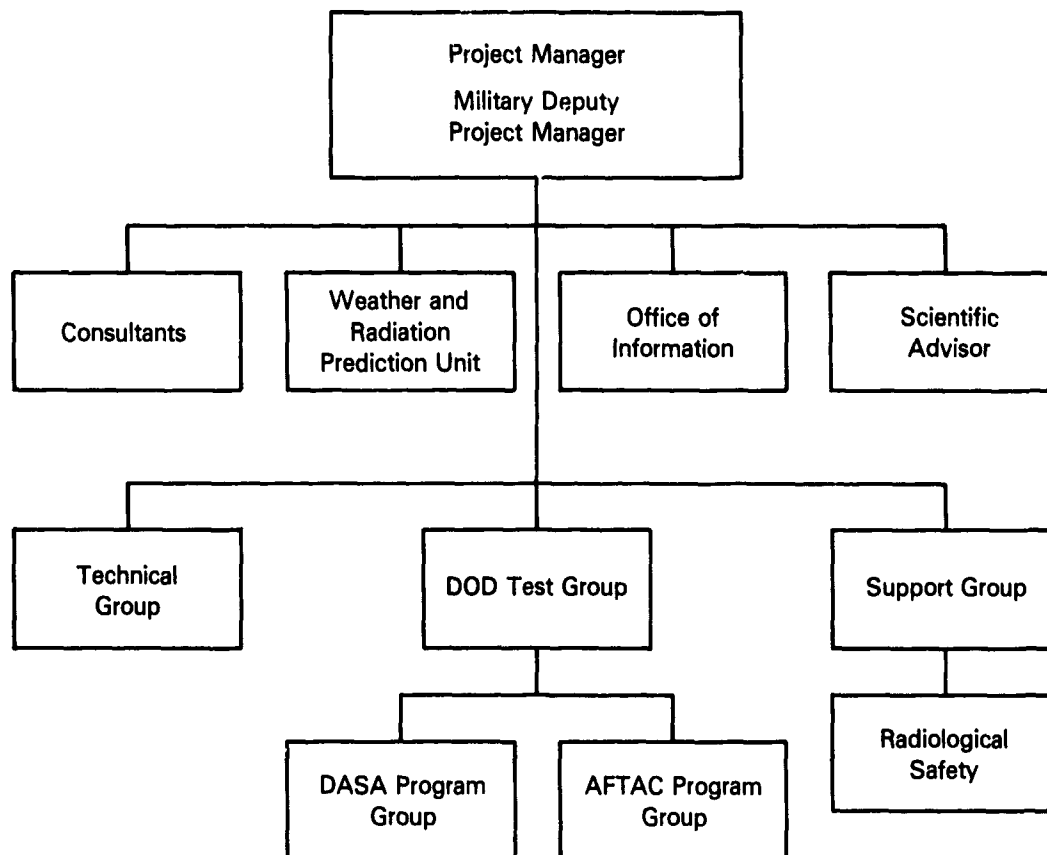 Project Manager
Military Deputy
Project Manager
Consultants
Weather and
Radiation
Prediction Unit
Office of
Information
Scientific
Advisor
Technical
Group
DOD Test Group
Support Group
DASA Program
Group
AFTAC Program
Group
Radiological
Safety